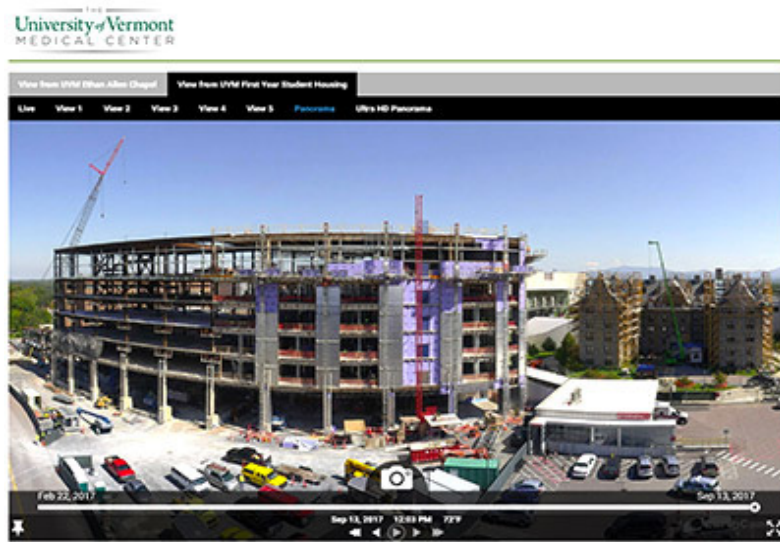 THE
University of Vermont
MEDICAL CENTER
View from UVM Ethan Allen Chapel View from UVM First Year Student Housing
Live View 1 View 2 View 3 View 4 View 5 Panorama Ultra HD Panorama
Feb 22, 2017 Sep 13, 2017
Sep 13, 2017 12:03 PM 72°F